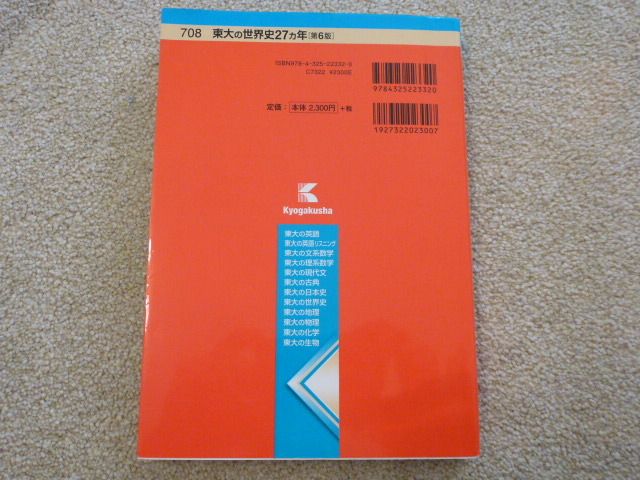 708 東大の世界史27カ年[第6版]
ISBN978-4-325-22332-0
C7322 ¥2300E
9784325223320
定価：本体 2,300円＋税
1927322023007
K
Kyogakusha
東大の英語
東大の英語リスニング
東大の文系数学
東大の理系数学
東大の現代文
東大の古典
東大の日本史
東大の世界史
東大の地理
東大の物理
東大の化学
東大の生物